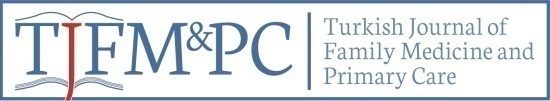 TJFM&PC
Turkish Journal of
Family Medicine and
Primary Care